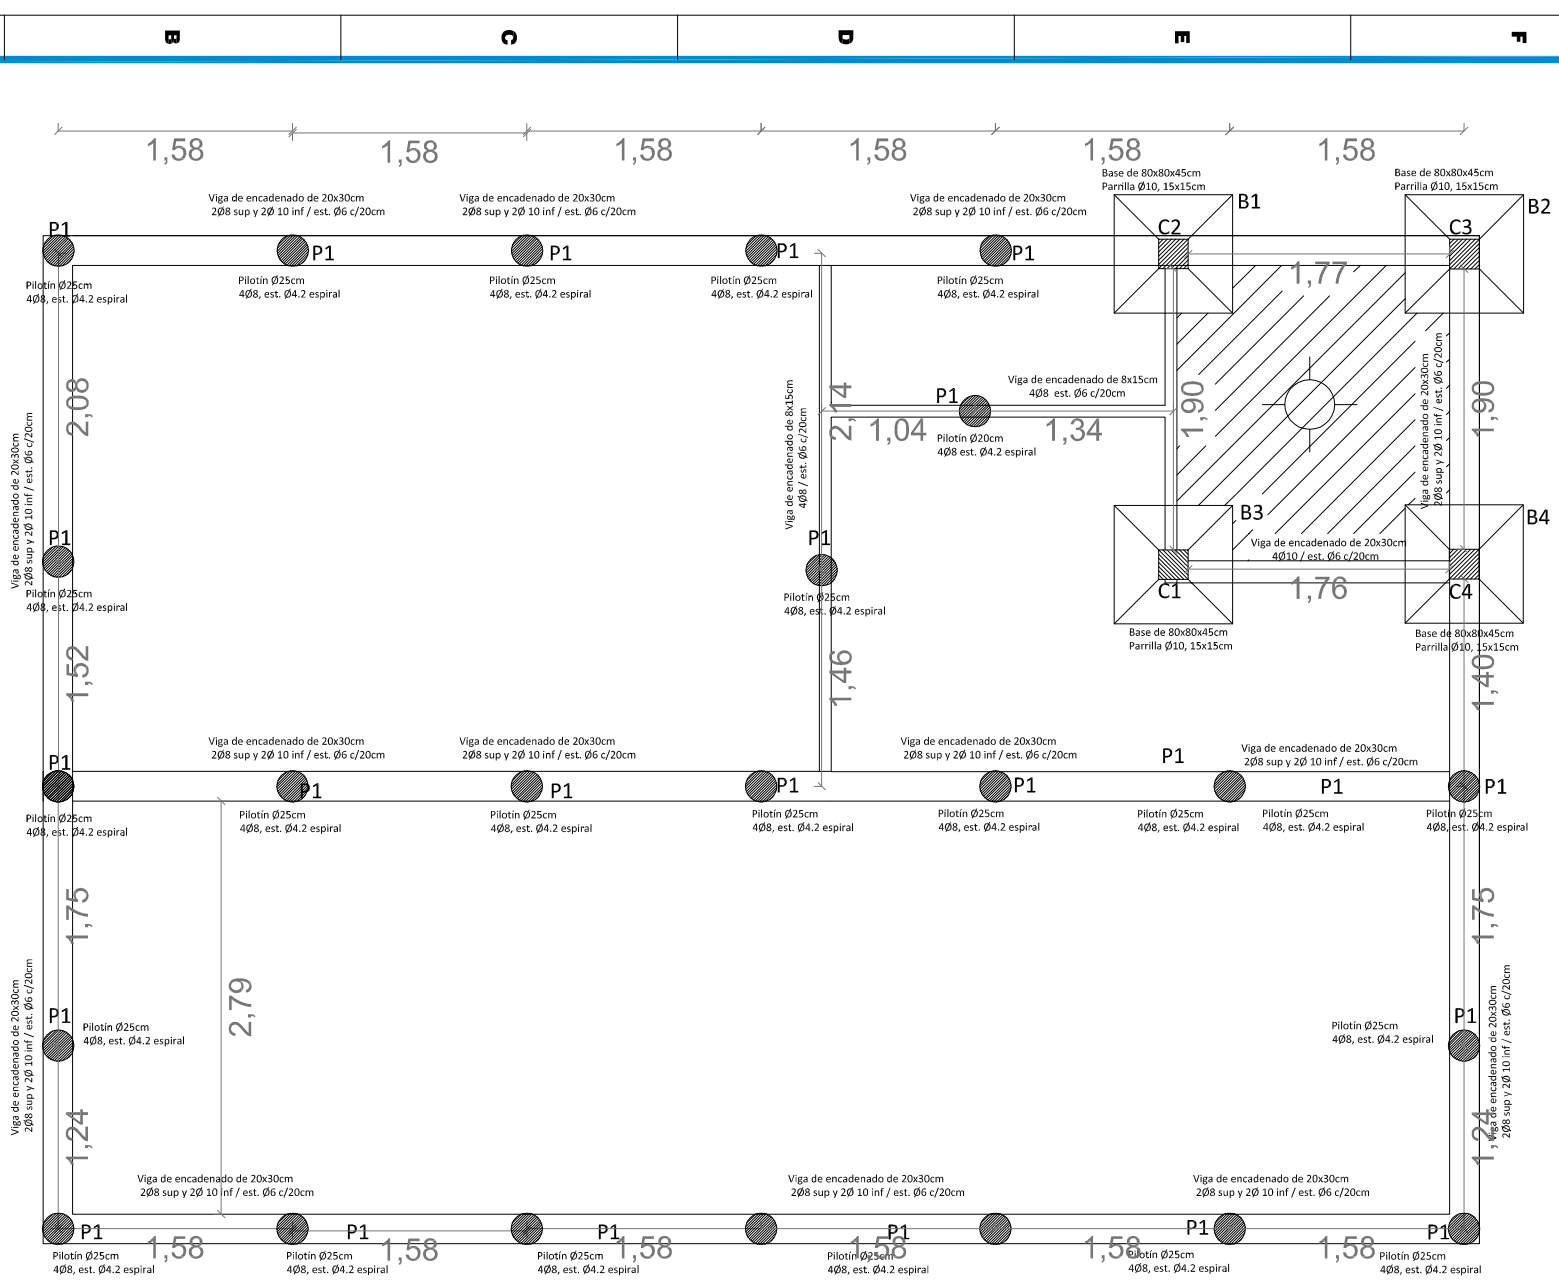 B
C
D
E
F
1,58
1,58
1,58
1,58
1,58
1,58
Base de 80x80x45cm
Parrilla Ø10, 15x15cm
Base de 80x80x45cm
Parrilla Ø10, 15x15cm
Viga de encadenado de 20x30cm
2Ø8 sup y 2Ø 10 inf / est. Ø6 c/20cm
Viga de encadenado de 20x30cm
2Ø8 sup y 2Ø 10 inf / est. Ø6 c/20cm
Viga de encadenado de 20x30cm
2Ø8 sup y 2Ø 10 inf / est. Ø6 c/20cm
B1
B2
P1
P1
P1
P1
P1
C2
C3
1,77
Pilotín Ø25cm
4Ø8, est. Ø4.2 espiral
Pilotín Ø25cm
4Ø8, est. Ø4.2 espiral
Pilotín Ø25cm
4Ø8, est. Ø4.2 espiral
Pilotín Ø25cm
4Ø8, est. Ø4.2 espiral
Pilotín Ø25cm
4Ø8, est. Ø4.2 espiral
2,08
2,14
1,90
1,90
Viga de encadenado de 8x15cm
4Ø8  est. Ø6 c/20cm
P1
1,04
1,34
Pilotín Ø20cm
4Ø8 est. Ø4.2 espiral
Viga de encadenado de 8x15cm
4Ø8 / est. Ø6 c/20cm
Viga de encadenado de 20x30cm
2Ø8 sup y 2Ø 10 inf / est. Ø6 c/20cm
Viga de encadenado de 20x30cm
2Ø8 sup y 2Ø 10 inf / est. Ø6 c/20cm
B3
B4
P1
P1
Viga de encadenado de 20x30cm
4Ø10 / est. Ø6 c/20cm
1,76
C1
C4
Pilotín Ø25cm
4Ø8, est. Ø4.2 espiral
Pilotín Ø25cm
4Ø8, est. Ø4.2 espiral
Base de 80x80x45cm
Parrilla Ø10, 15x15cm
Base de 80x80x45cm
Parrilla Ø10, 15x15cm
1,52
1,46
1,40
Viga de encadenado de 20x30cm
2Ø8 sup y 2Ø 10 inf / est. Ø6 c/20cm
Viga de encadenado de 20x30cm
2Ø8 sup y 2Ø 10 inf / est. Ø6 c/20cm
Viga de encadenado de 20x30cm
2Ø8 sup y 2Ø 10 inf / est. Ø6 c/20cm
Viga de encadenado de 20x30cm
2Ø8 sup y 2Ø 10 inf / est. Ø6 c/20cm
P1
P1
P1
P1
P1
P1
P1
P1
Pilotín Ø25cm
4Ø8, est. Ø4.2 espiral
Pilotín Ø25cm
4Ø8, est. Ø4.2 espiral
Pilotín Ø25cm
4Ø8, est. Ø4.2 espiral
Pilotín Ø25cm
4Ø8, est. Ø4.2 espiral
Pilotín Ø25cm
4Ø8, est. Ø4.2 espiral
Pilotín Ø25cm
4Ø8, est. Ø4.2 espiral
Pilotín Ø25cm
4Ø8, est. Ø4.2 espiral
Pilotín Ø25cm
4Ø8, est. Ø4.2 espiral
1,75
1,75
2,79
Viga de encadenado de 20x30cm
2Ø8 sup y 2Ø 10 inf / est. Ø6 c/20cm
P1
Pilotín Ø25cm
4Ø8, est. Ø4.2 espiral
P1
Pilotín Ø25cm
4Ø8, est. Ø4.2 espiral
Viga de encadenado de 20x30cm
2Ø8 sup y 2Ø 10 inf / est. Ø6 c/20cm
1,24
1,24
Viga de encadenado de 20x30cm
2Ø8 sup y 2Ø 10 inf / est. Ø6 c/20cm
Viga de encadenado de 20x30cm
2Ø8 sup y 2Ø 10 inf / est. Ø6 c/20cm
Viga de encadenado de 20x30cm
2Ø8 sup y 2Ø 10 inf / est. Ø6 c/20cm
P1
P1
P1
P1
P1
P1
1,58
1,58
1,58
1,58
1,58
1,58
Pilotín Ø25cm
4Ø8, est. Ø4.2 espiral
Pilotín Ø25cm
4Ø8, est. Ø4.2 espiral
Pilotín Ø25cm
4Ø8, est. Ø4.2 espiral
Pilotín Ø25cm
4Ø8, est. Ø4.2 espiral
Pilotín Ø25cm
4Ø8, est. Ø4.2 espiral
Pilotín Ø25cm
4Ø8, est. Ø4.2 espiral